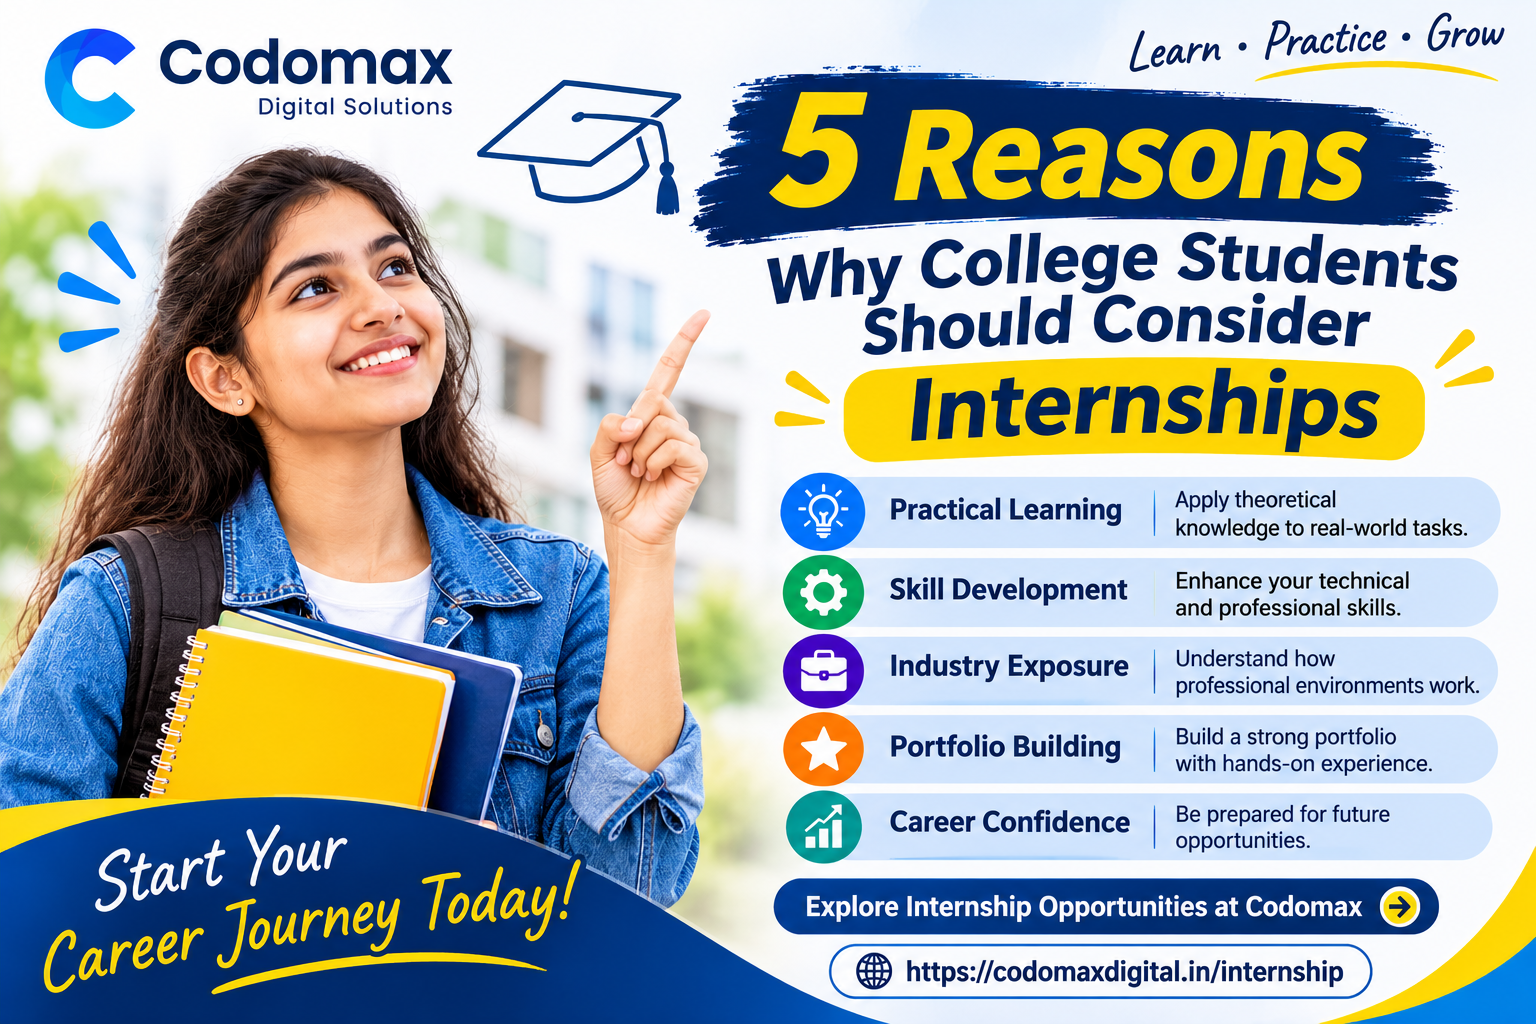 Codomax
Digital Solutions
Learn • Practice • Grow
5 Reasons
Why College Students
Should Consider
Internships
Practical Learning
Apply theoretical
knowledge to real-world tasks.
Skill Development
Enhance your technical
and professional skills.
Industry Exposure
Understand how
professional environments work.
Portfolio Building
Build a strong portfolio
with hands-on experience.
Career Confidence
Be prepared for future
opportunities.
Start Your
Career Journey Today!
Explore Internship Opportunities at Codomax
https://codomaxdigital.in/internship